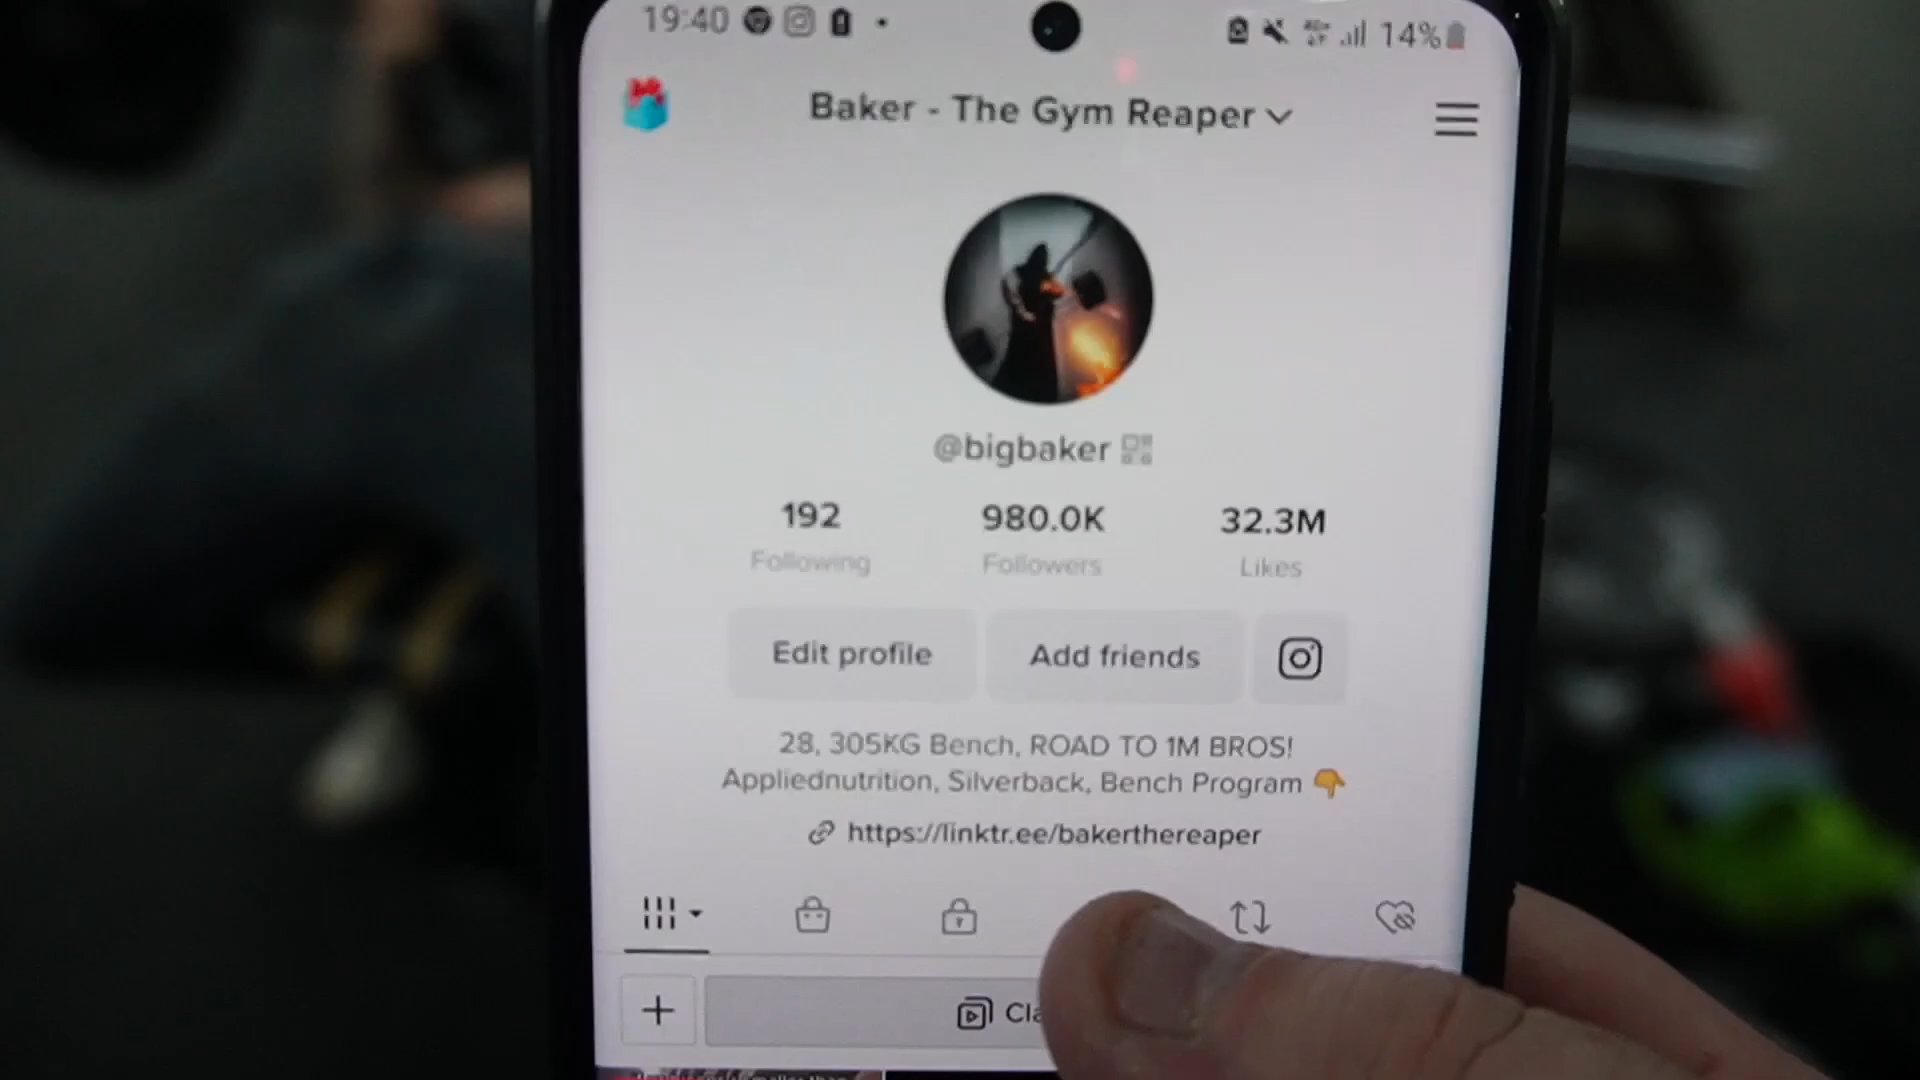 19:40
14%
Baker - The Gym Reaper
@bigbaker
192 980.0K 32.3M
Following Followers Likes
Edit profile Add friends
28, 305KG Bench, ROAD TO 1M BROS!
Appliednutrition, Silverback, Bench Program 👇
https://linktr.ee/bakerthereaper